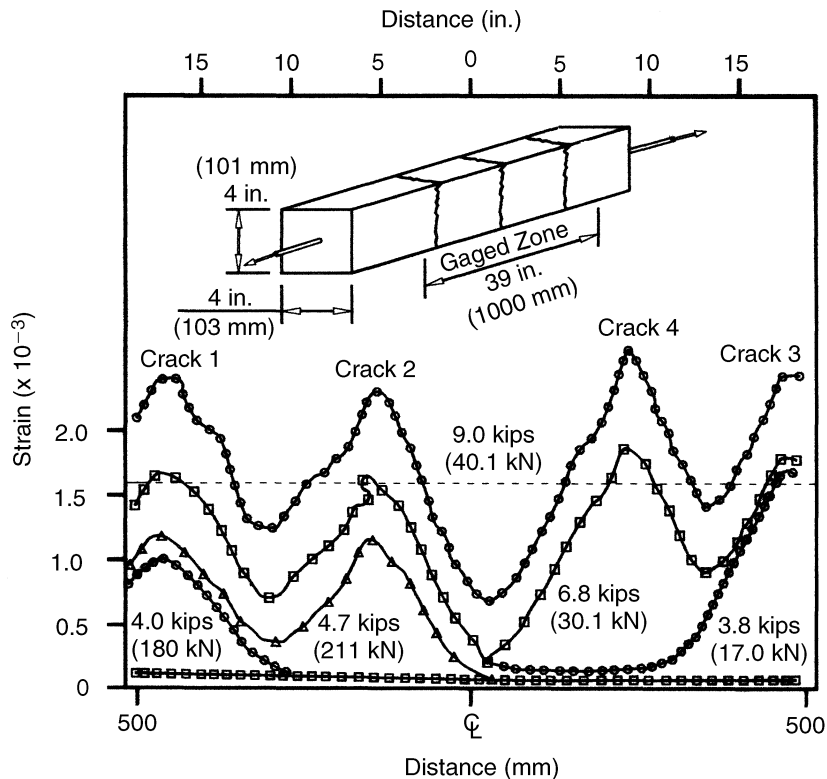 Distance (in.)
15 10 5 0 5 10 15
(101 mm)
4 in.
Gaged Zone
39 in.
(1000 mm)
4 in.
(103 mm)
Crack 1
Crack 2
Crack 4
Crack 3
Strain (x 10⁻³)
2.0
1.5
1.0
0.5
0
9.0 kips
(40.1 kN)
6.8 kips
(30.1 kN)
4.0 kips
(180 kN)
4.7 kips
(211 kN)
3.8 kips
(17.0 kN)
500 ℄ 500
Distance (mm)